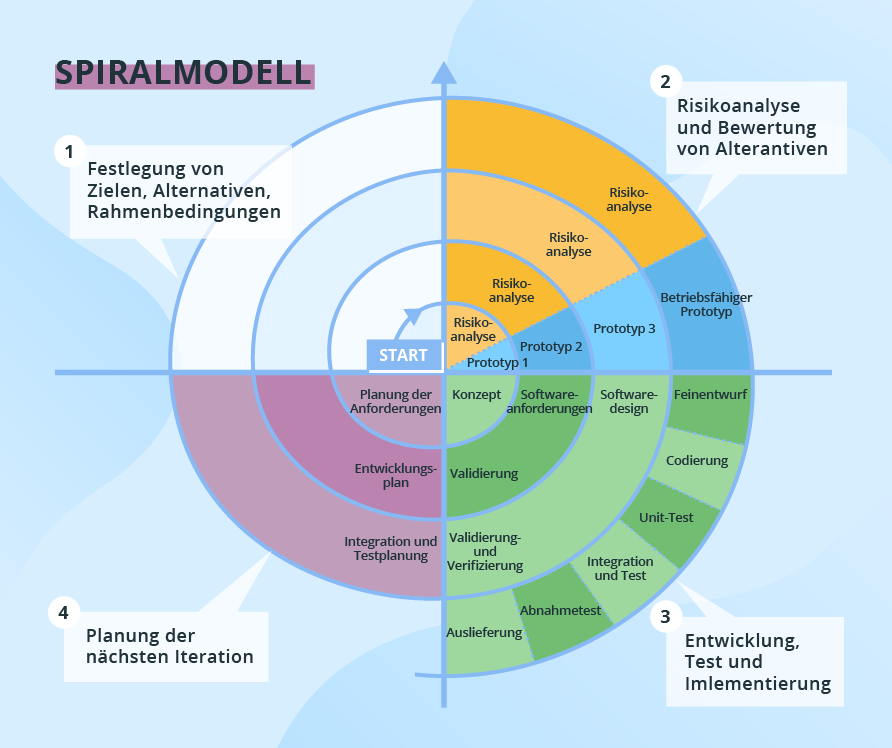 SPIRALMODELL
1
Festlegung von
Zielen, Alternativen,
Rahmenbedingungen
2
Risikoanalyse
und Bewertung
von Alterantiven
Risiko-
analyse
Risiko-
analyse
Risiko-
analyse
Risiko-
analyse
Betriebsfähiger
Prototyp
Prototyp 3
Prototyp 2
Prototyp 1
START
Planung der
Anforderungen
Konzept
Software-
anforderungen
Software-
design
Feinentwurf
Codierung
Entwicklungs-
plan
Validierung
Unit-Test
Integration und
Testplanung
Validierung-
und
Verifizierung
Integration
und Test
Abnahmetest
Auslieferung
4
Planung der
nächsten Iteration
3
Entwicklung,
Test und
Imlementierung